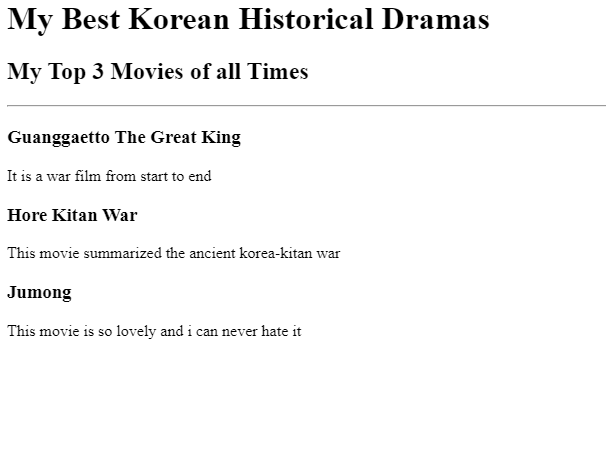 My Best Korean Historical Dramas
My Top 3 Movies of all Times
Guanggaetto The Great King
It is a war film from start to end
Hore Kitan War
This movie summarized the ancient korea-kitan war
Jumong
This movie is so lovely and i can never hate it